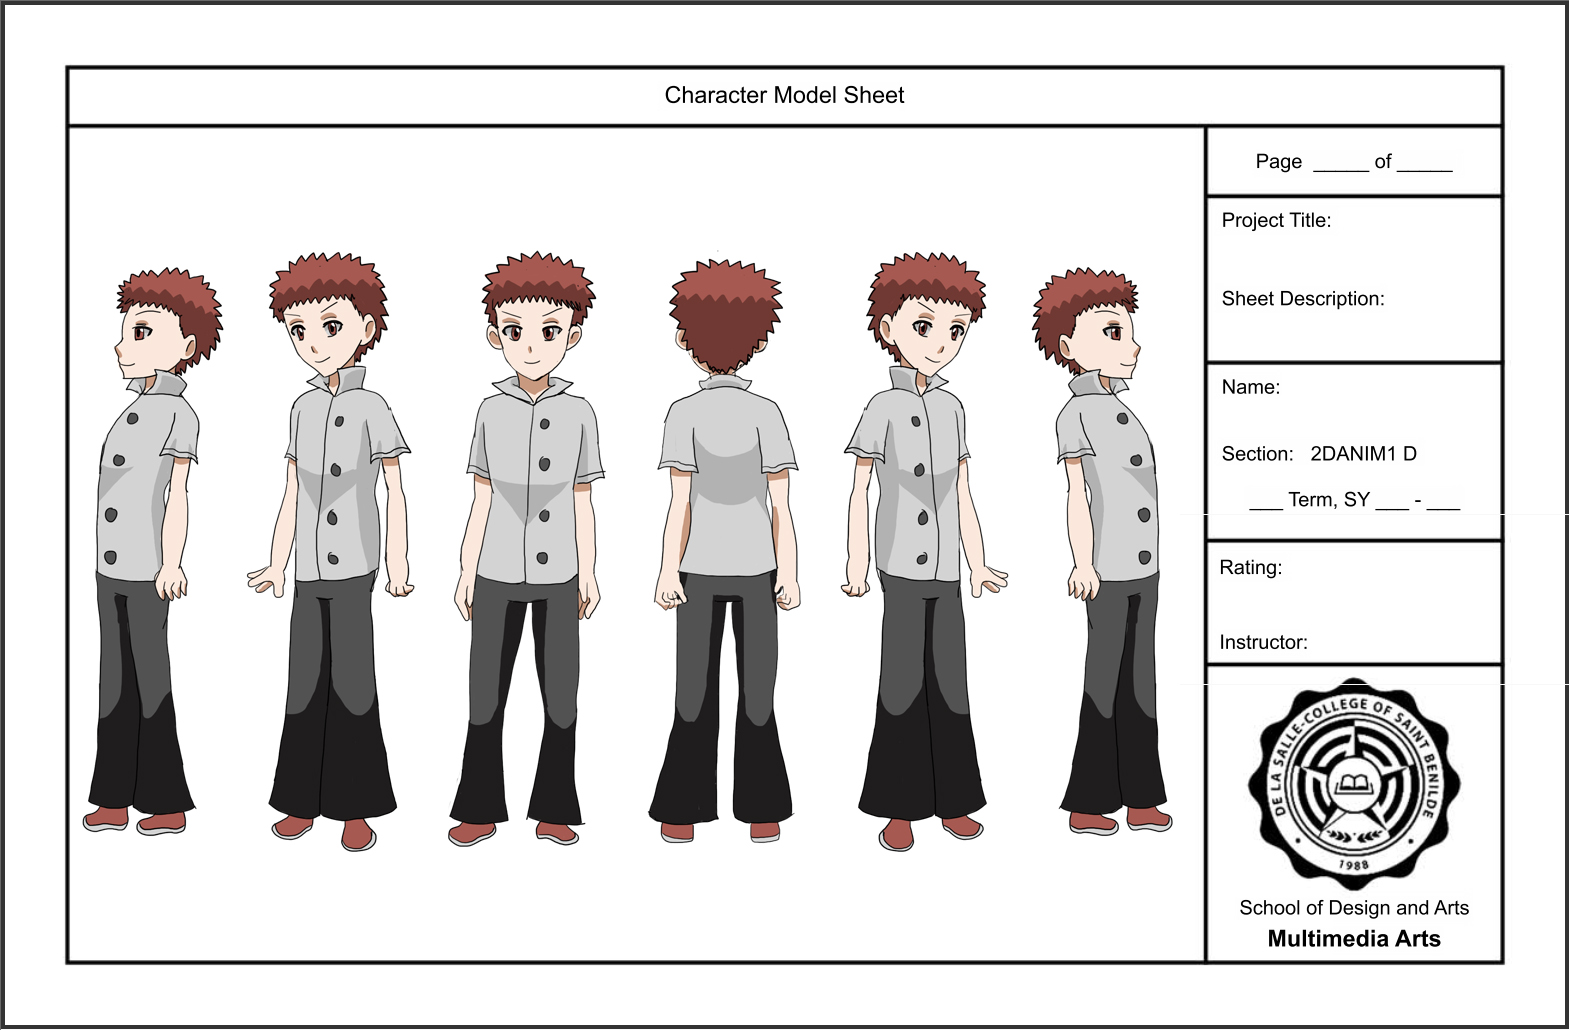 Character Model Sheet
Page _____ of _____
Project Title:
Sheet Description:
Name:
Section: 2DANIM1 D
___ Term, SY ___ - ___
Rating:
Instructor:
DE LA SALLE-COLLEGE OF SAINT BENILDE
1988
School of Design and Arts
Multimedia Arts